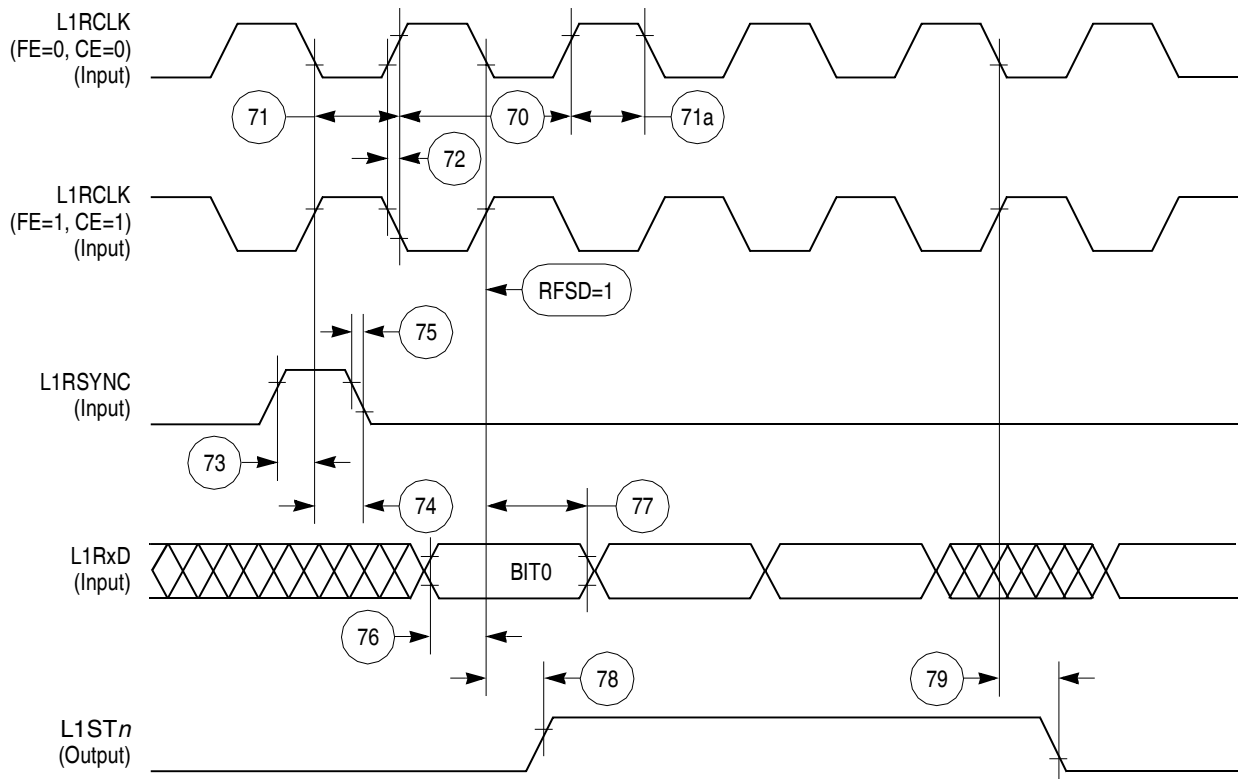 L1RCLK
(FE=0, CE=0)
(Input)
71
70
71a
72
L1RCLK
(FE=1, CE=1)
(Input)
RFSD=1
75
L1RSYNC
(Input)
73
74
77
L1RxD
(Input)
BIT0
76
78
79
L1STn
(Output)